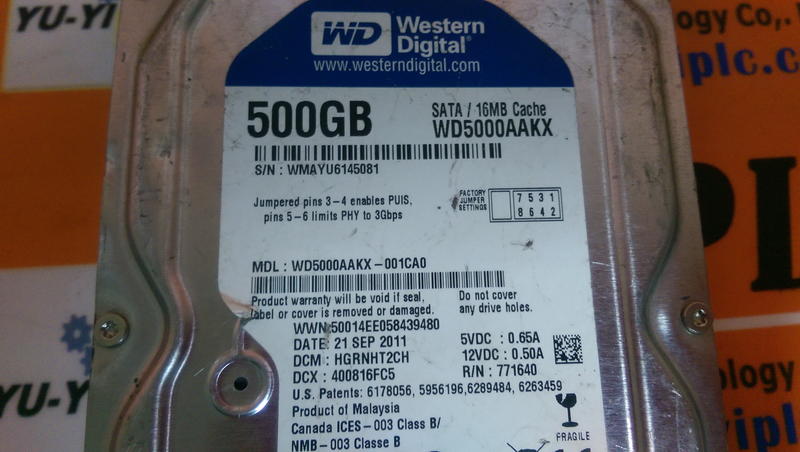 YU-YI
WD Western Digital
www.westerndigital.com
ology Co,.
iplc.c
500GB
SATA / 16MB Cache
WD5000AAKX
S/N : WMAYU6145081
Jumpered pins 3-4 enables PUIS,
pins 5-6 limits PHY to 3Gbps
FACTORY
JUMPER
SETTINGS
7 5 3 1
8 6 4 2
PL
MDL : WD5000AAKX-001CA0
Product warranty will be void if seal,
label or cover is removed or damaged.
Do not cover
any drive holes.
WWN:50014EE058439480
DATE: 21 SEP 2011
DCM : HGRNHT2CH
DCX : 400816FC5
5VDC : 0.65A
12VDC : 0.50A
R/N : 771640
U.S. Patents: 6178056, 5956196,6289484, 6263459
Product of Malaysia
Canada ICES-003 Class B/
NMB-003 Classe B
FRAGILE
YU-Y
ology
iplc